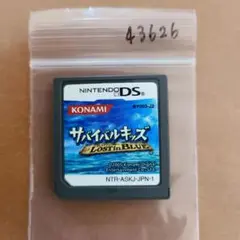 43626
NINTENDO DS
KONAMI
サバイバルキッズ
LOST in BLUE
NTR-ASKJ-JPN-1